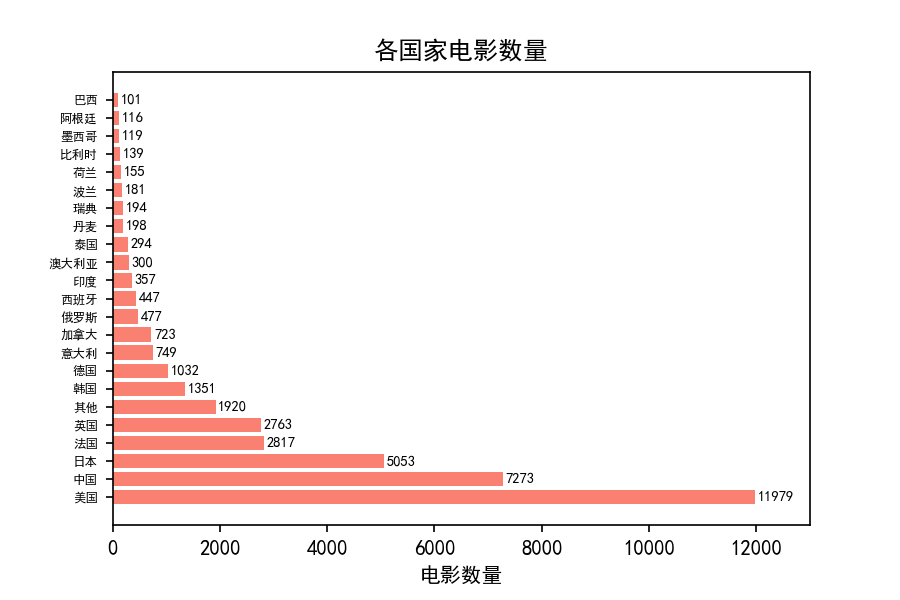 各国家电影数量
巴西 101
阿根廷 116
墨西哥 119
比利时 139
荷兰 155
波兰 181
瑞典 194
丹麦 198
泰国 294
澳大利亚 300
印度 357
西班牙 447
俄罗斯 477
加拿大 723
意大利 749
德国 1032
韩国 1351
其他 1920
英国 2763
法国 2817
日本 5053
中国 7273
美国 11979
0 2000 4000 6000 8000 10000 12000
电影数量